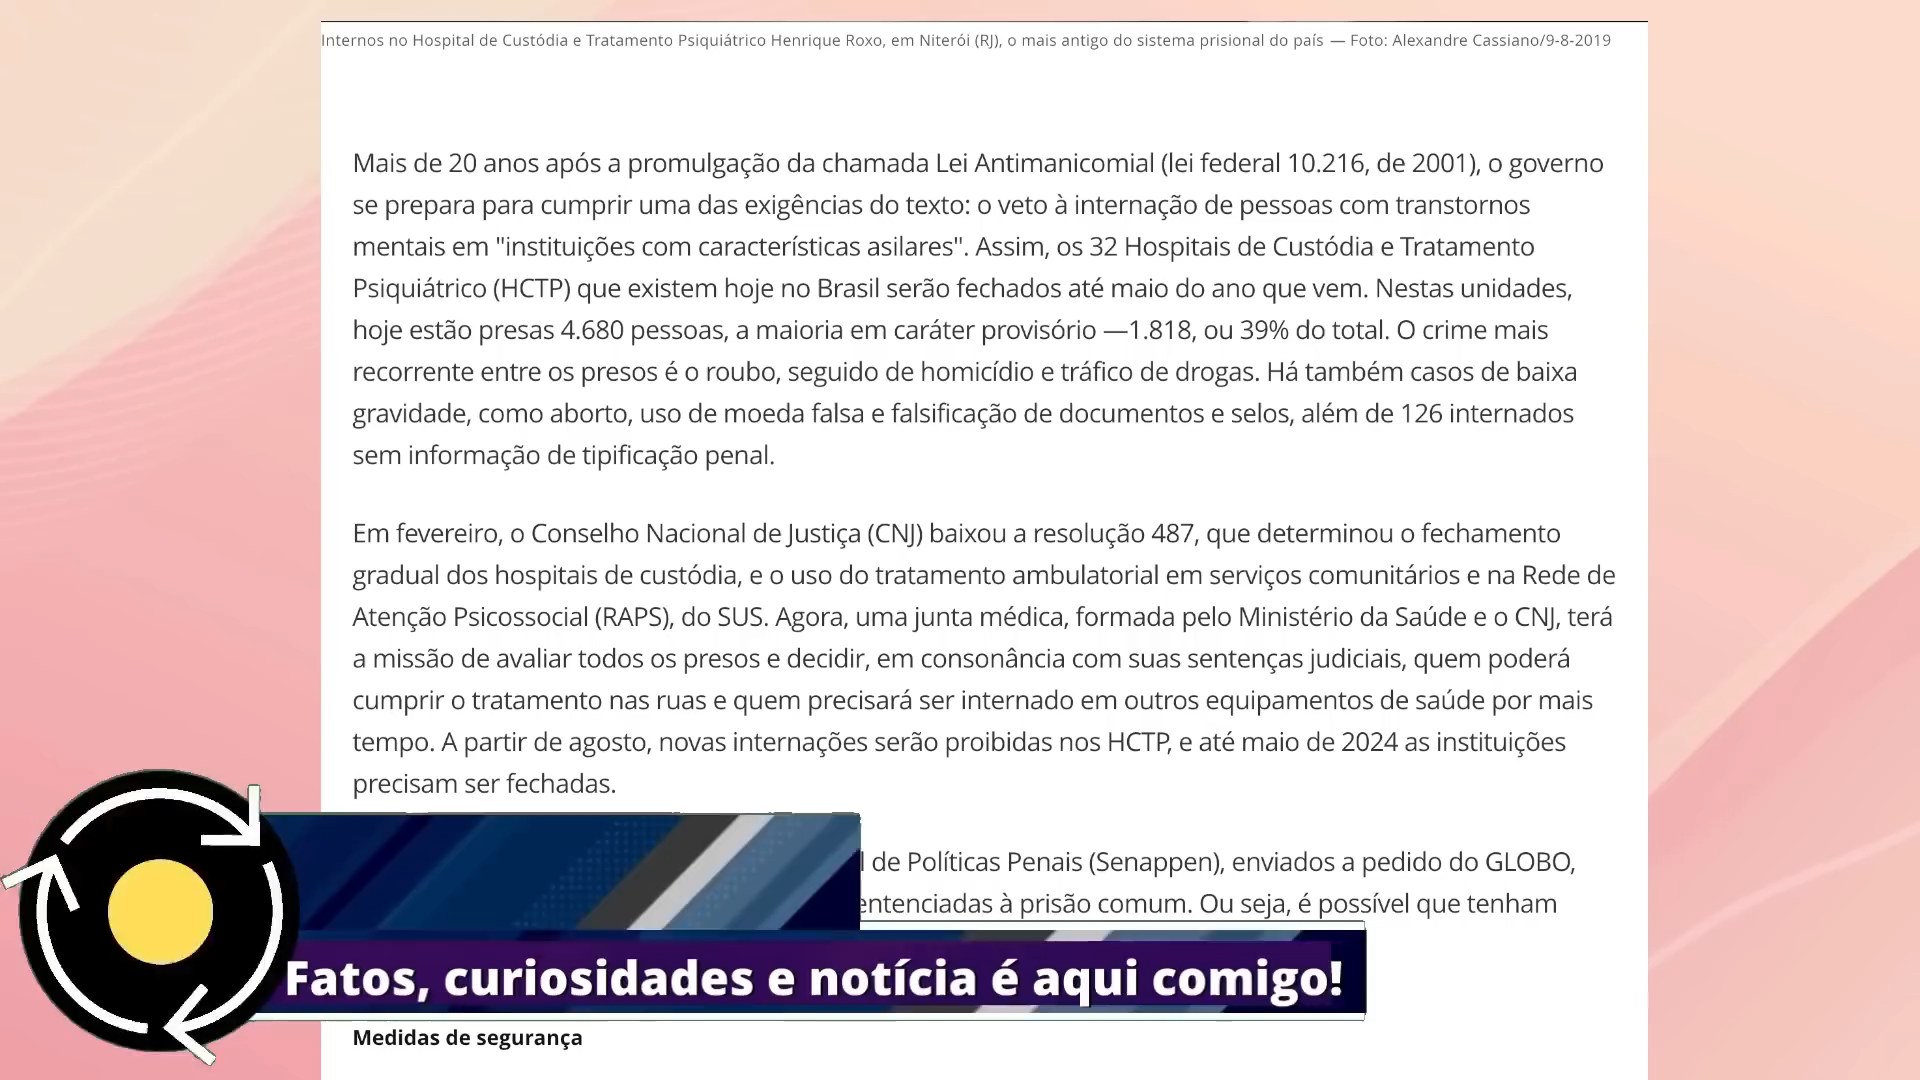 Internos no Hospital de Custódia e Tratamento Psiquiátrico Henrique Roxo, em Niterói (RJ), o mais antigo do sistema prisional do país — Foto: Alexandre Cassiano/9-8-2019
Mais de 20 anos após a promulgação da chamada Lei Antimanicomial (lei federal 10.216, de 2001), o governo
se prepara para cumprir uma das exigências do texto: o veto à internação de pessoas com transtornos
mentais em "instituições com características asilares". Assim, os 32 Hospitais de Custódia e Tratamento
Psiquiátrico (HCTP) que existem hoje no Brasil serão fechados até maio do ano que vem. Nestas unidades,
hoje estão presas 4.680 pessoas, a maioria em caráter provisório —1.818, ou 39% do total. O crime mais
recorrente entre os presos é o roubo, seguido de homicídio e tráfico de drogas. Há também casos de baixa
gravidade, como aborto, uso de moeda falsa e falsificação de documentos e selos, além de 126 internados
sem informação de tipificação penal.
Em fevereiro, o Conselho Nacional de Justiça (CNJ) baixou a resolução 487, que determinou o fechamento
gradual dos hospitais de custódia, e o uso do tratamento ambulatorial em serviços comunitários e na Rede de
Atenção Psicossocial (RAPS), do SUS. Agora, uma junta médica, formada pelo Ministério da Saúde e o CNJ, terá
a missão de avaliar todos os presos e decidir, em consonância com suas sentenças judiciais, quem poderá
cumprir o tratamento nas ruas e quem precisará ser internado em outros equipamentos de saúde por mais
tempo. A partir de agosto, novas internações serão proibidas nos HCTP, e até maio de 2024 as instituições
precisam ser fechadas.
de Políticas Penais (Senappen), enviados a pedido do GLOBO,
entenciadas à prisão comum. Ou seja, é possível que tenham
Fatos, curiosidades e notícia é aqui comigo!
Medidas de segurança